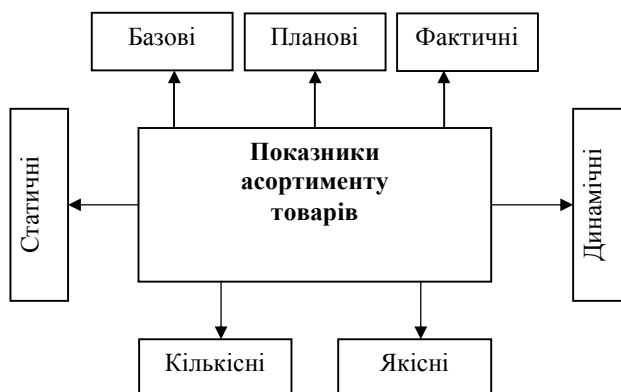 Базові
Планові
Фактичні
Показники
асортименту
товарів
Статичні
Динамічні
Кількісні
Якісні